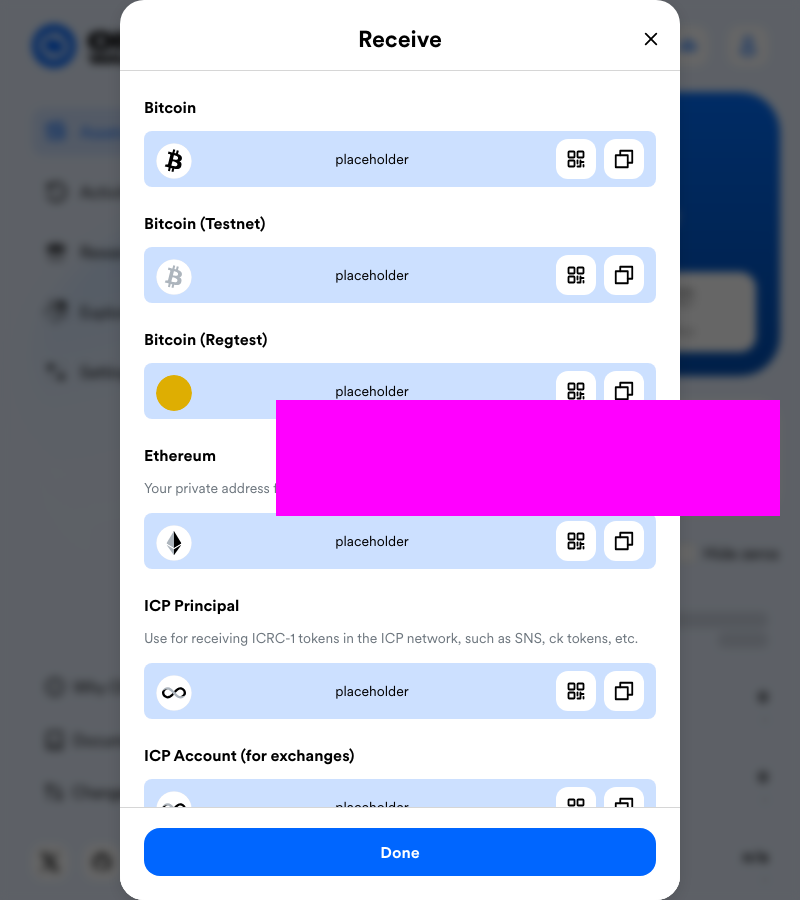 Receive
Bitcoin
placeholder
Bitcoin (Testnet)
placeholder
Bitcoin (Regtest)
placeholder
Ethereum
Your private address
placeholder
ICP Principal
Use for receiving ICRC-1 tokens in the ICP network, such as SNS, ck tokens, etc.
placeholder
ICP Account (for exchanges)
placeholder
Done